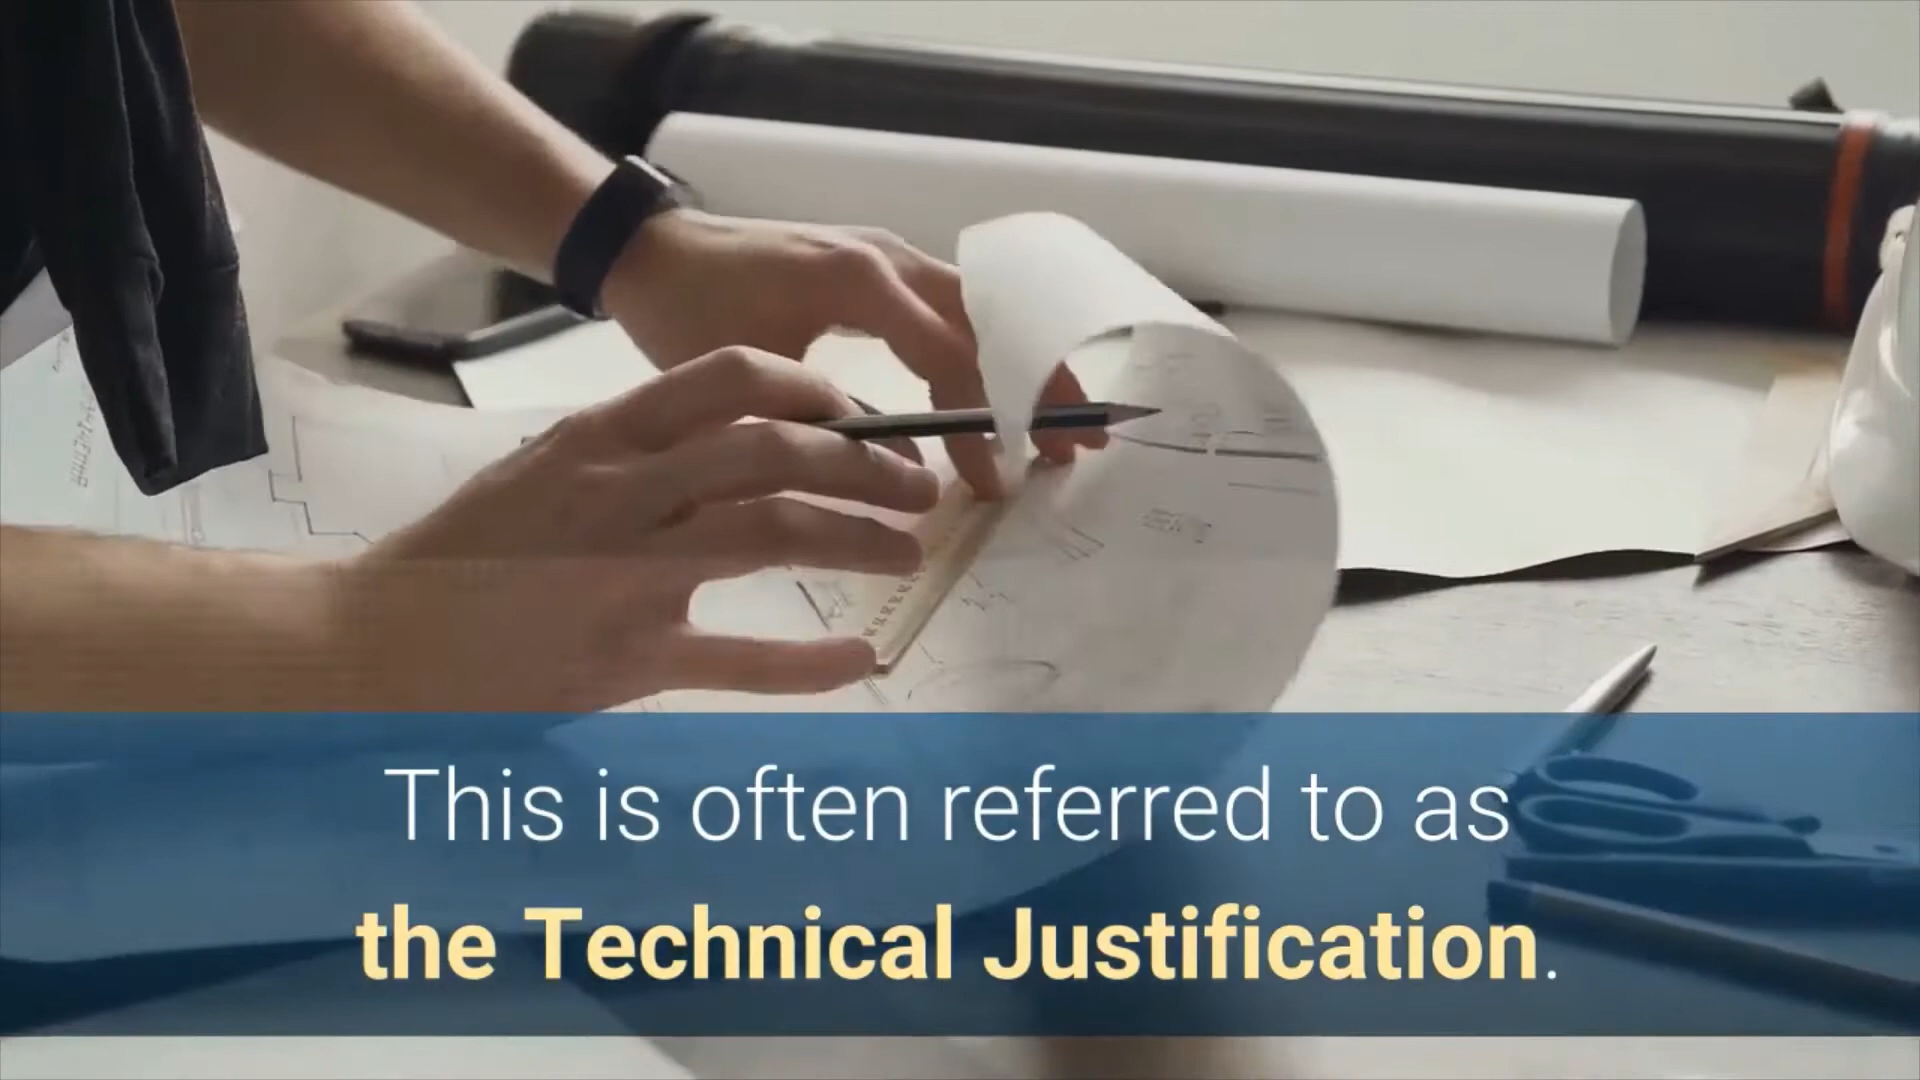 This is often referred to as
the Technical Justification.